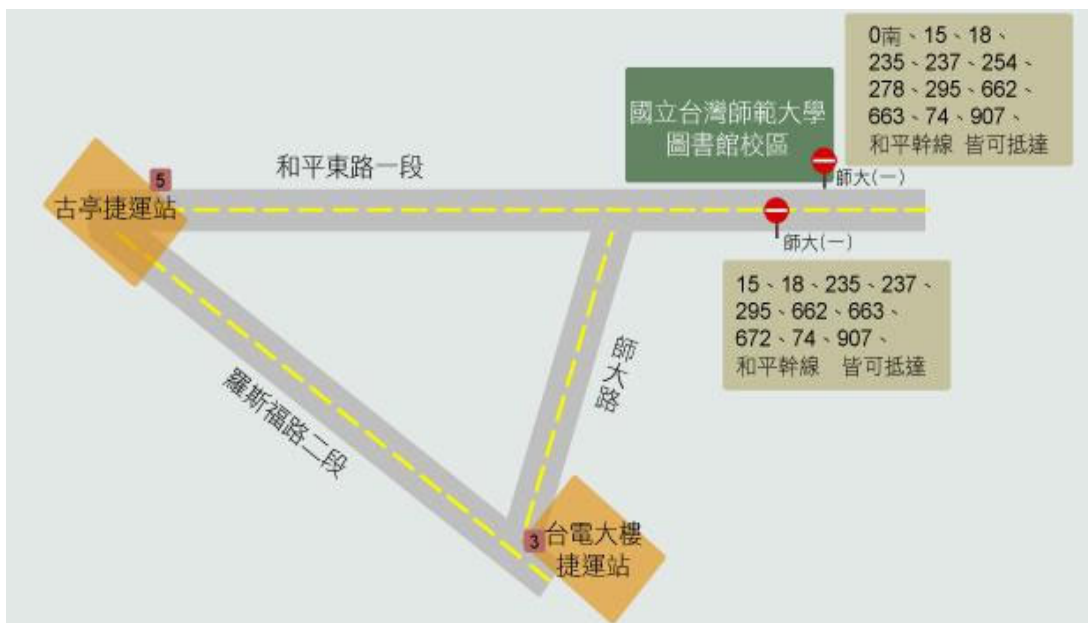 0南、15、18、
235、237、254、
278、295、662、
663、74、907、
和平幹線 皆可抵達
國立台灣師範大學
圖書館校區
和平東路一段
師大(一)
5
古亭捷運站
師大(一)
15、18、235、237、
295、662、663、
672、74、907、
和平幹線 皆可抵達
師大路
羅斯福路二段
3
台電大樓
捷運站